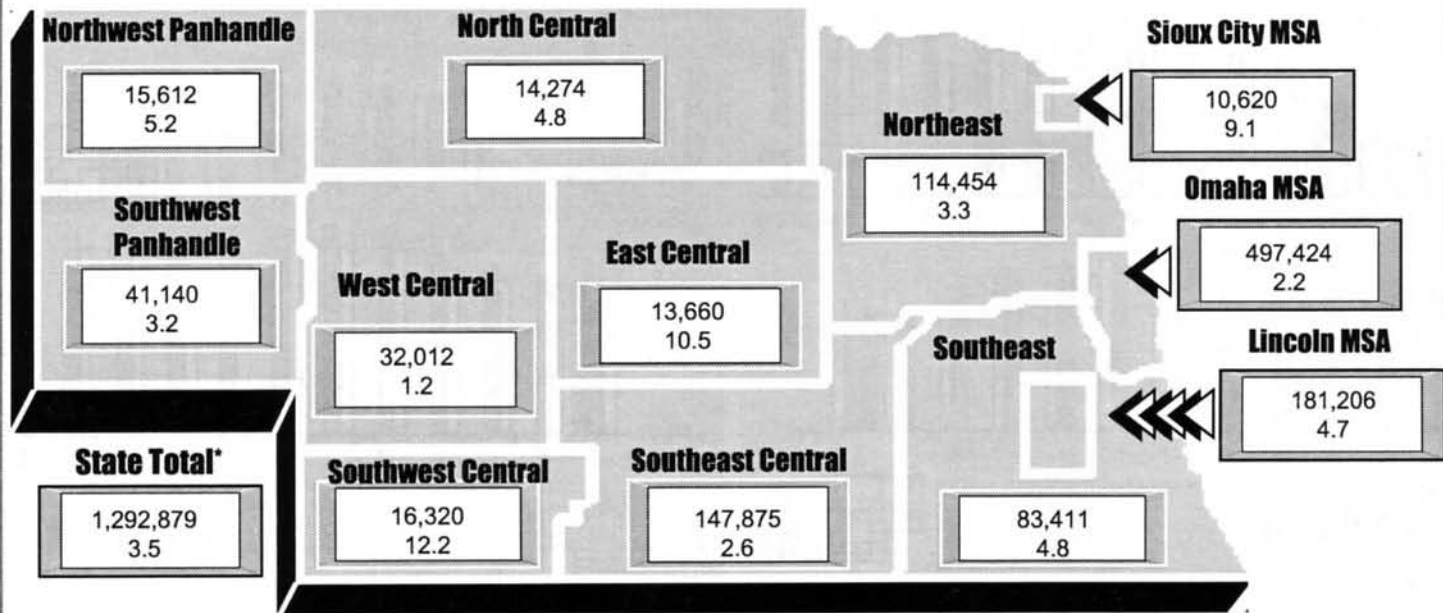 Northwest Panhandle
15,612
5.2
North Central
14,274
4.8
Sioux City MSA
10,620
9.1
Northeast
114,454
3.3
Omaha MSA
497,424
2.2
Southwest
Panhandle
41,140
3.2
West Central
32,012
1.2
East Central
13,660
10.5
Southeast
83,411
4.8
Lincoln MSA
181,206
4.7
State Total*
1,292,879
3.5
Southwest Central
16,320
12.2
Southeast Central
147,875
2.6